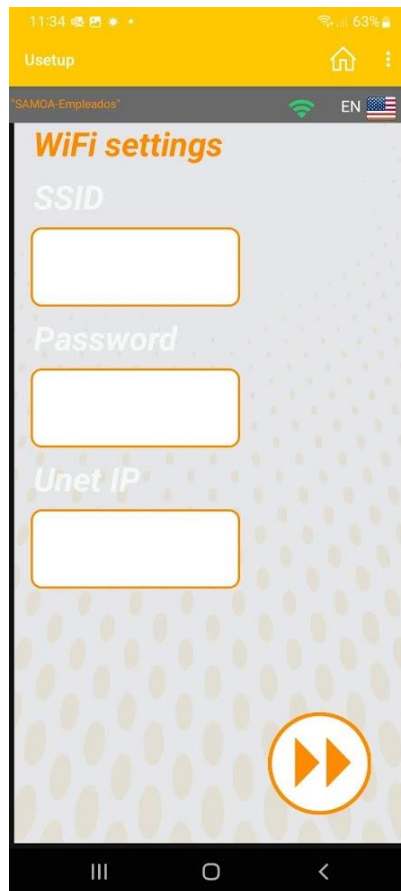 11:34 63%
Usetup
"SAMOA-Empleados" EN
WiFi settings
SSID
Password
Unet IP